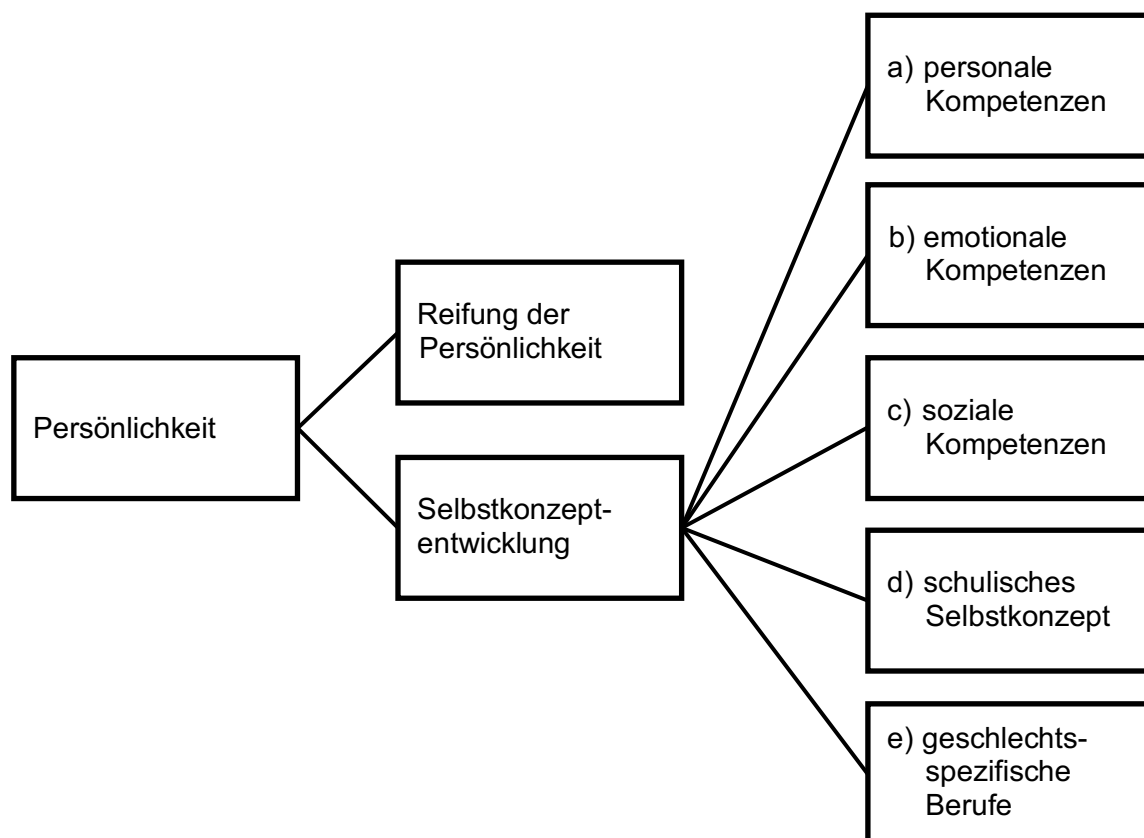 Persönlichkeit
Reifung der
Persönlichkeit
Selbstkonzept-
entwicklung
a) personale
Kompetenzen
b) emotionale
Kompetenzen
c) soziale
Kompetenzen
d) schulisches
Selbstkonzept
e) geschlechts-
spezifische
Berufe